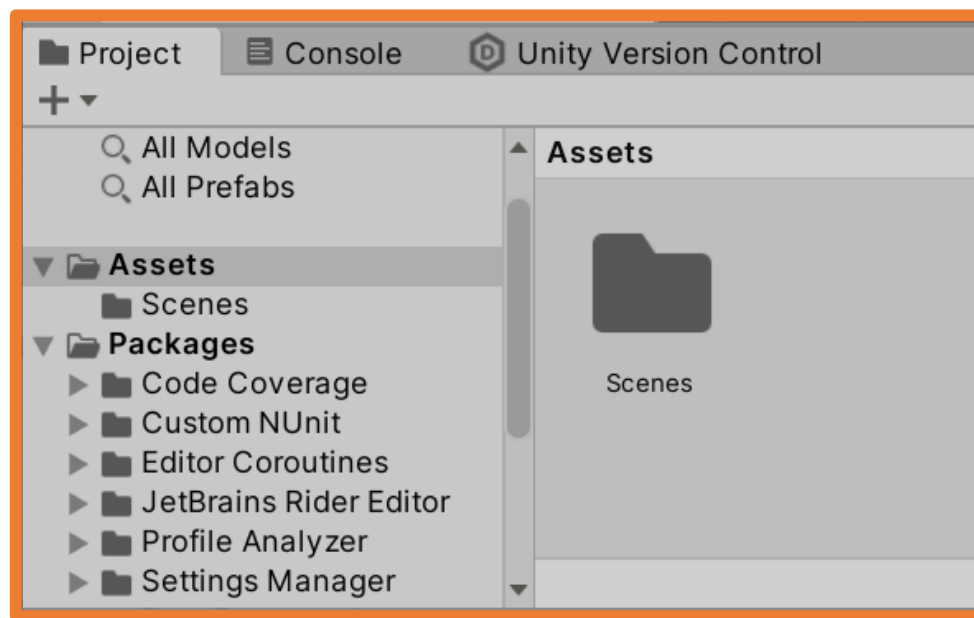 Project Console Unity Version Control
All Models
All Prefabs
Assets
Scenes
Packages
Code Coverage
Custom NUnit
Editor Coroutines
JetBrains Rider Editor
Profile Analyzer
Settings Manager
Assets
Scenes